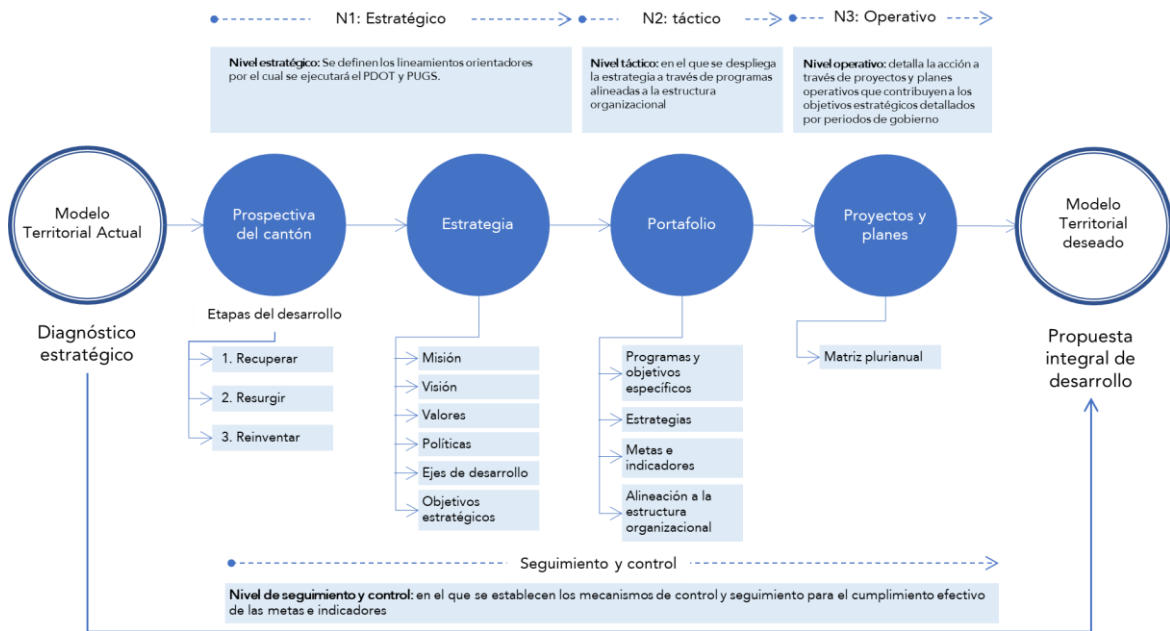 N1: Estratégico
N2: táctico
N3: Operativo
Nivel estratégico: Se definen los lineamientos orientadores
por el cual se ejecutará el PDOT y PUGS.
Nivel táctico: en el que se despliega
la estrategia a través de programas
alineadas a la estructura
organizacional
Nivel operativo: detalla la acción a
través de proyectos y planes
operativos que contribuyen a los
objetivos estratégicos detallados
por periodos de gobierno
Modelo
Territorial Actual
Prospectiva
del cantón
Estrategia
Portafolio
Proyectos y
planes
Modelo
Territorial
deseado
Diagnóstico
estratégico
Etapas del desarrollo
1. Recuperar
2. Resurgir
3. Reinventar
Misión
Visión
Valores
Políticas
Ejes de desarrollo
Objetivos
estratégicos
Programas y
objetivos
específicos
Estrategias
Metas e
indicadores
Alineación a la
estructura
organizacional
Matriz plurianual
Propuesta
integral de
desarrollo
Seguimiento y control
Nivel de seguimiento y control: en el que se establecen los mecanismos de control y seguimiento para el cumplimiento efectivo
de las metas e indicadores